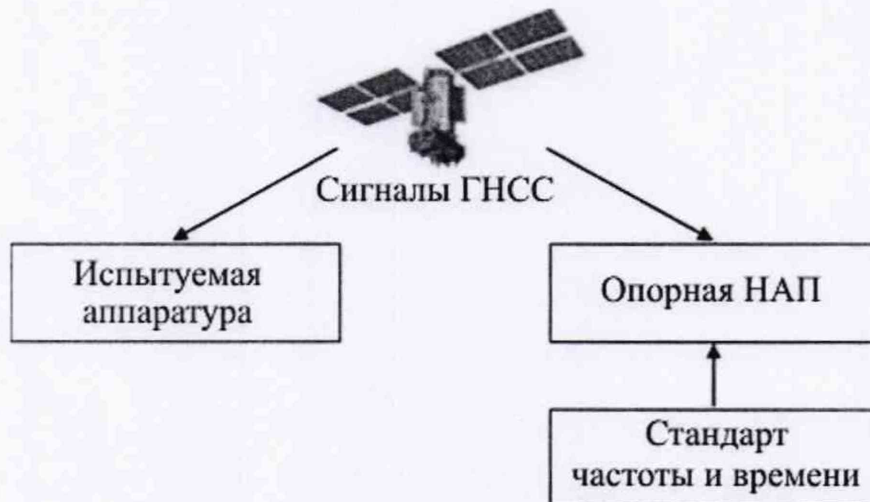 Сигналы ГНСС
Испытуемая
аппаратура
Опорная НАП
Стандарт
частоты и времени